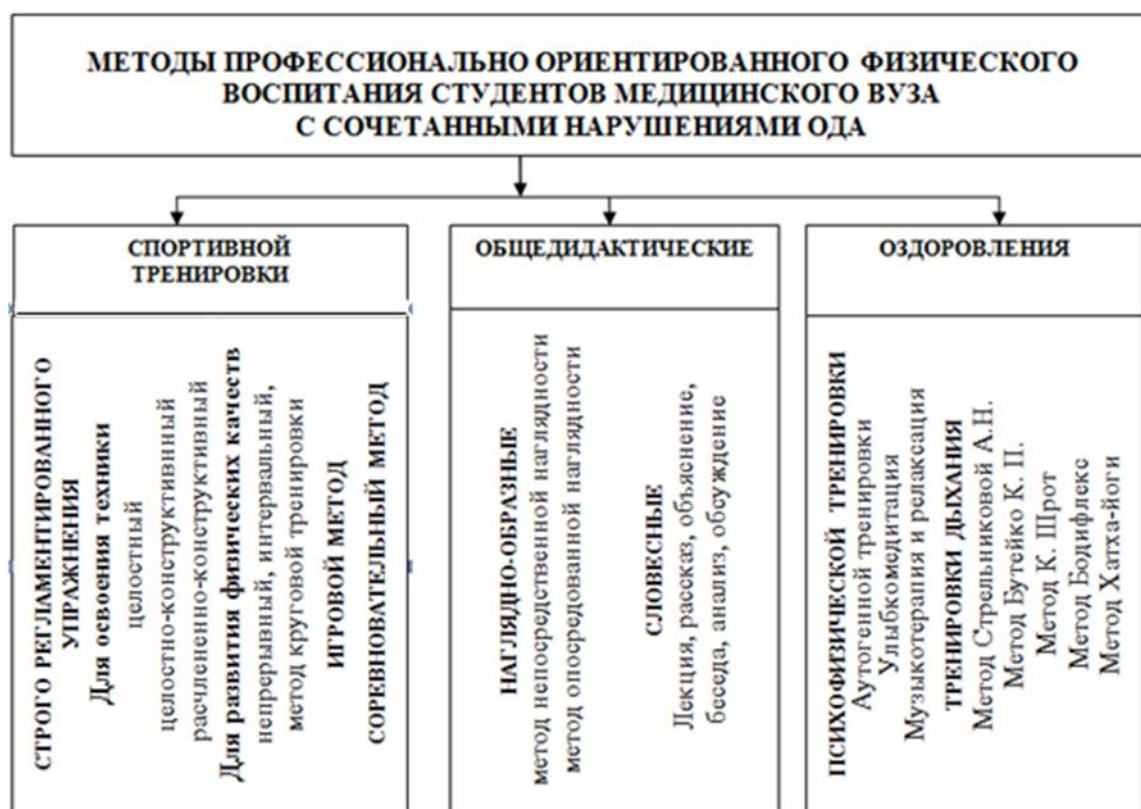 МЕТОДЫ ПРОФЕССИОНАЛЬНО ОРИЕНТИРОВАННОГО ФИЗИЧЕСКОГО
ВОСПИТАНИЯ СТУДЕНТОВ МЕДИЦИНСКОГО ВУЗА
С СОЧЕТАННЫМИ НАРУШЕНИЯМИ ОДА
СПОРТИВНОЙ
ТРЕНИРОВКИ
СТРОГО РЕГЛАМЕНТИРОВАННОГО
УПРАЖНЕНИЯ
Для освоения техники
целостный
целостно-конструктивный
расчлененно-конструктивный
Для развития физических качеств
непрерывный, интервальный,
метод круговой тренировки
ИГРОВОЙ МЕТОД
СОРЕВНОВАТЕЛЬНЫЙ МЕТОД
ОБЩЕДИДАКТИЧЕСКИЕ
НАГЛЯДНО-ОБРАЗНЫЕ
метод непосредственной наглядности
метод опосредованной наглядности
СЛОВЕСНЫЕ
Лекция, рассказ, объяснение,
беседа, анализ, обсуждение
ОЗДОРОВЛЕНИЯ
ПСИХОФИЗИЧЕСКОЙ ТРЕНИРОВКИ
Аутогенной тренировки
Улыбкомедитация
Музыкотерапия и релаксация
ТРЕНИРОВКИ ДЫХАНИЯ
Метод Стрельниковой А.Н.
Метод Бутейко К. П.
Метод К. Шрот
Метод Бодифлекс
Метод Хатха-йоги